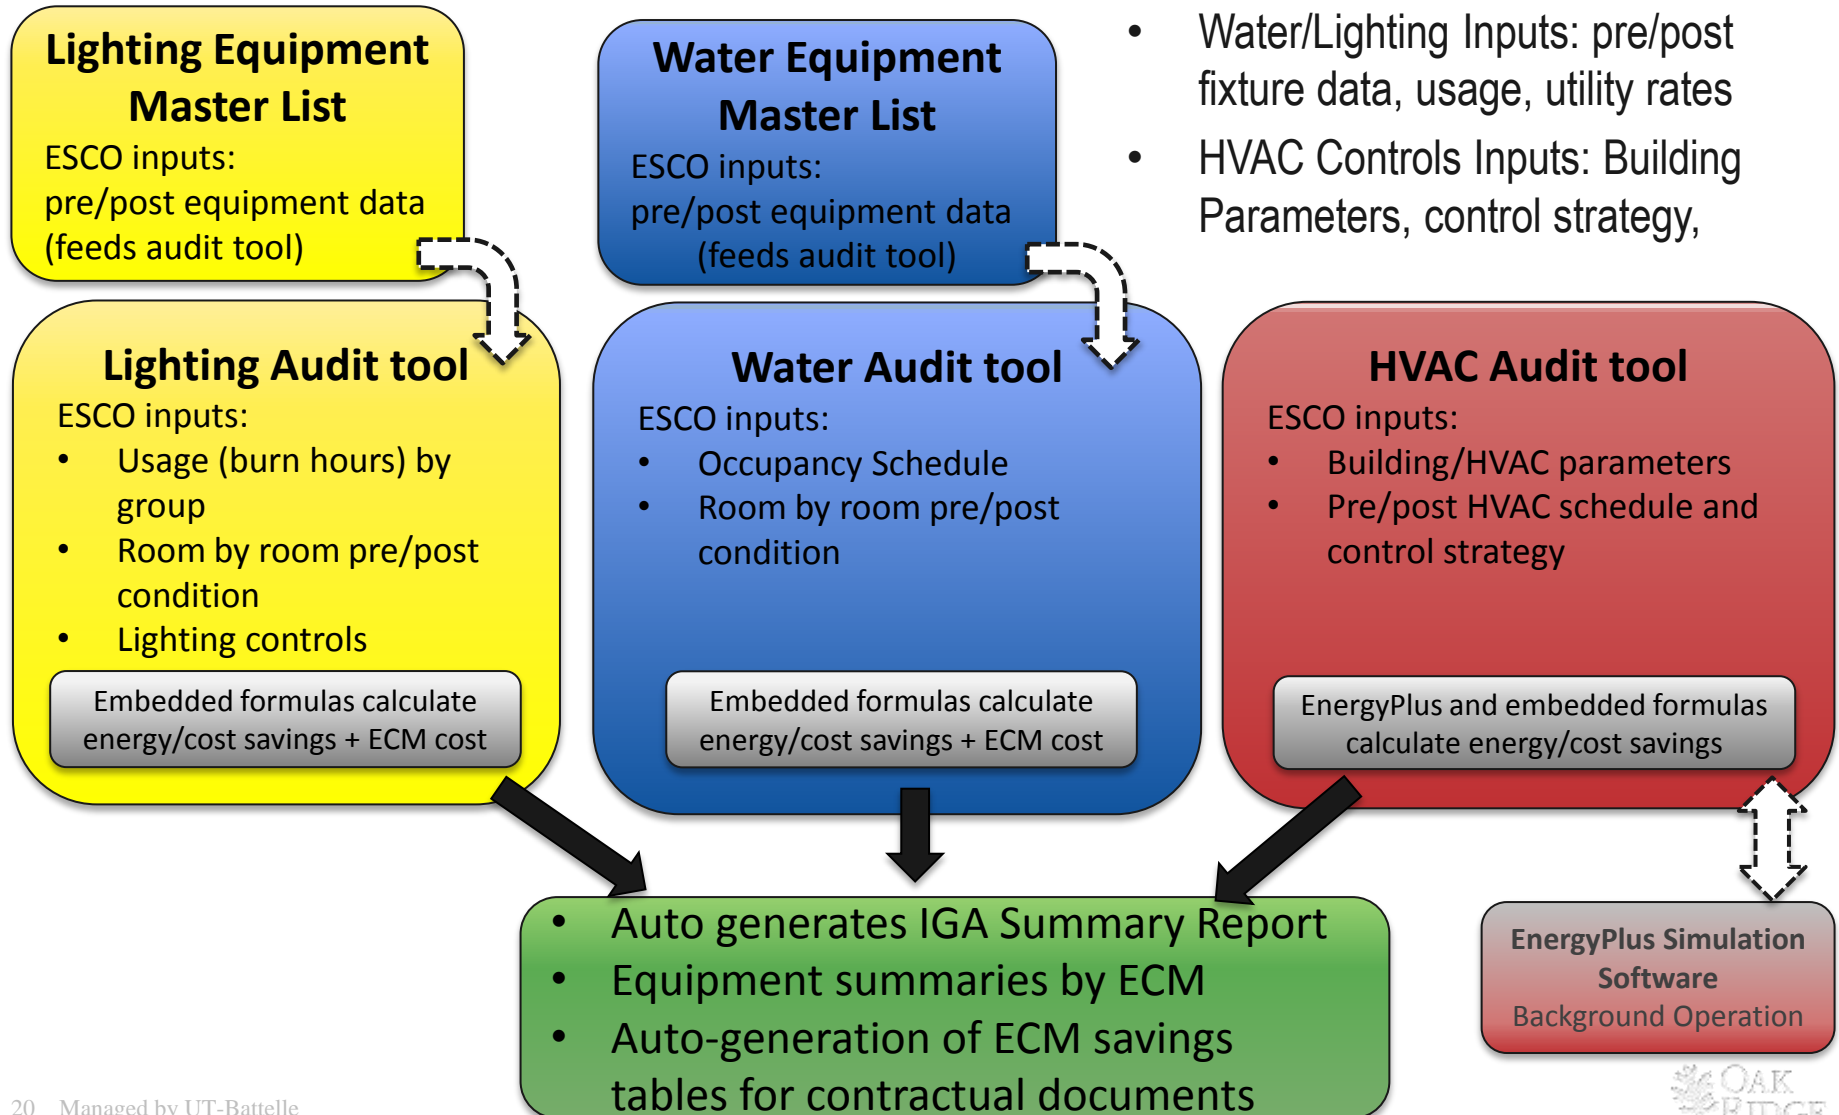 Lighting Equipment
Master List
ESCO inputs:
pre/post equipment data
(feeds audit tool)
Water Equipment
Master List
ESCO inputs:
pre/post equipment data
(feeds audit tool)
• Water/Lighting Inputs: pre/post
fixture data, usage, utility rates
• HVAC Controls Inputs: Building
Parameters, control strategy,
Lighting Audit tool
ESCO inputs:
• Usage (burn hours) by
group
• Room by room pre/post
condition
• Lighting controls
Embedded formulas calculate
energy/cost savings + ECM cost
Water Audit tool
ESCO inputs:
• Occupancy Schedule
• Room by room pre/post
condition
Embedded formulas calculate
energy/cost savings + ECM cost
HVAC Audit tool
ESCO inputs:
• Building/HVAC parameters
• Pre/post HVAC schedule and
control strategy
EnergyPlus and embedded formulas
calculate energy/cost savings
• Auto generates IGA Summary Report
• Equipment summaries by ECM
• Auto-generation of ECM savings
tables for contractual documents
EnergyPlus Simulation
Software
Background Operation
20 Managed by UT-Battelle
OAK
RIDGE